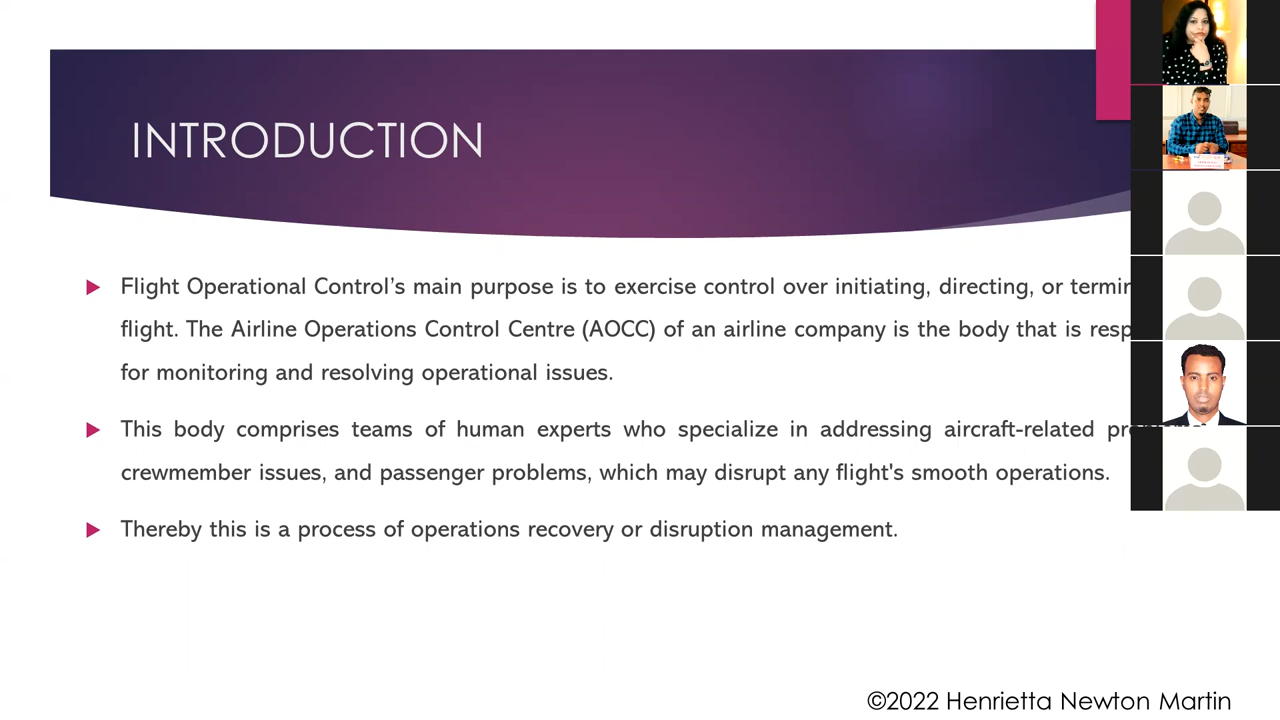 INTRODUCTION
Flight Operational Control’s main purpose is to exercise control over initiating, directing, or
flight. The Airline Operations Control Centre (AOCC) of an airline company is the body that is
for monitoring and resolving operational issues.
This body comprises teams of human experts who specialize in addressing aircraft-related
crewmember issues, and passenger problems, which may disrupt any flight's smooth operations.
Thereby this is a process of operations recovery or disruption management.
©2022 Henrietta Newton Martin